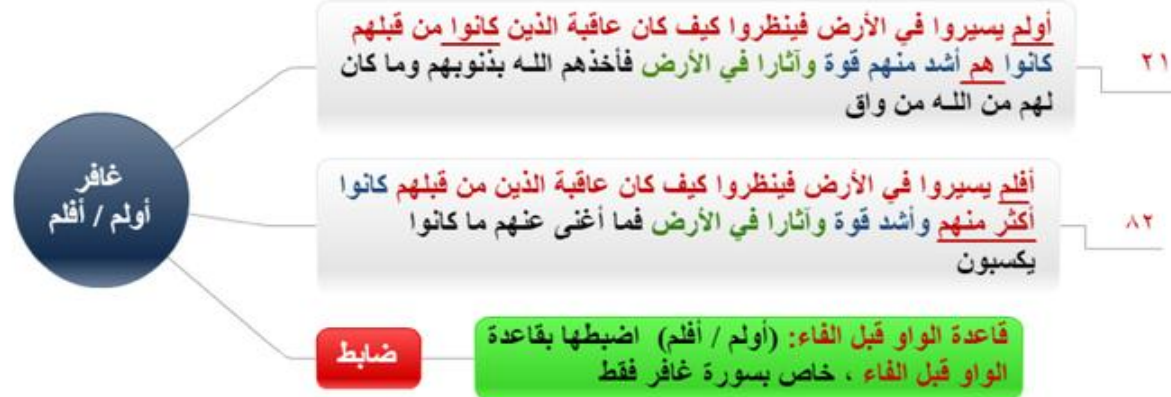 غافر
أولم / أفلم
أولم يسيروا في الأرض فينظروا كيف كان عاقبة الذين كانوا من قبلهم
كانوا هم أشد منهم قوة وآثارا في الأرض فأخذهم الله بذنوبهم وما كان
لهم من الله من واق
٢١
أفلم يسيروا في الأرض فينظروا كيف كان عاقبة الذين من قبلهم كانوا
أكثر منهم وأشد قوة وآثارا في الأرض فما أغنى عنهم ما كانوا
يكسبون
٨٢
ضابط
قاعدة الواو قبل الفاء: (أولم / أفلم) اضبطها بقاعدة
الواو قبل الفاء ، خاص بسورة غافر فقط